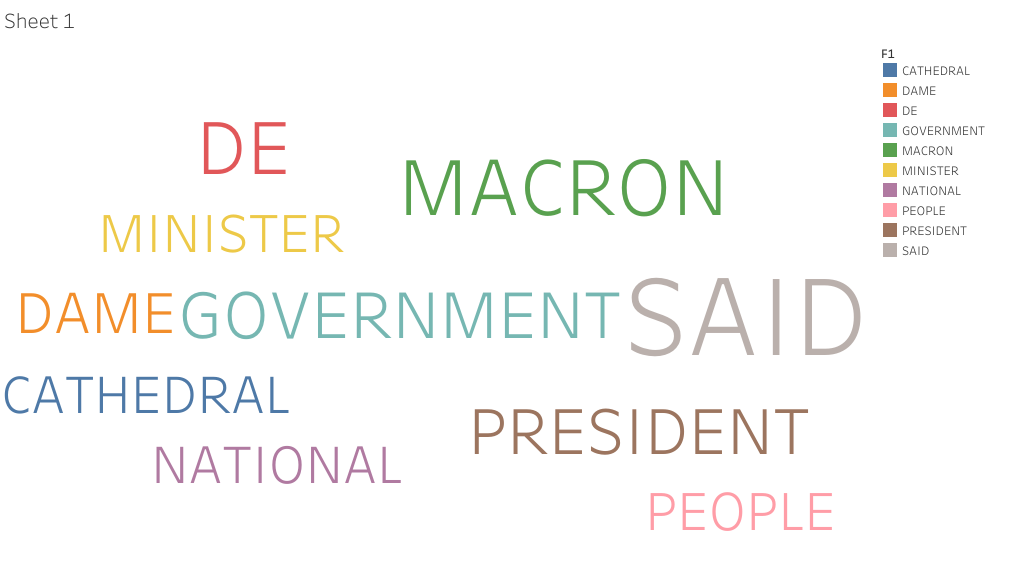 Sheet 1
DE
MACRON
MINISTER
DAME GOVERNMENT SAID
CATHEDRAL
PRESIDENT
NATIONAL
PEOPLE
F1
CATHEDRAL
DAME
DE
GOVERNMENT
MACRON
MINISTER
NATIONAL
PEOPLE
PRESIDENT
SAID